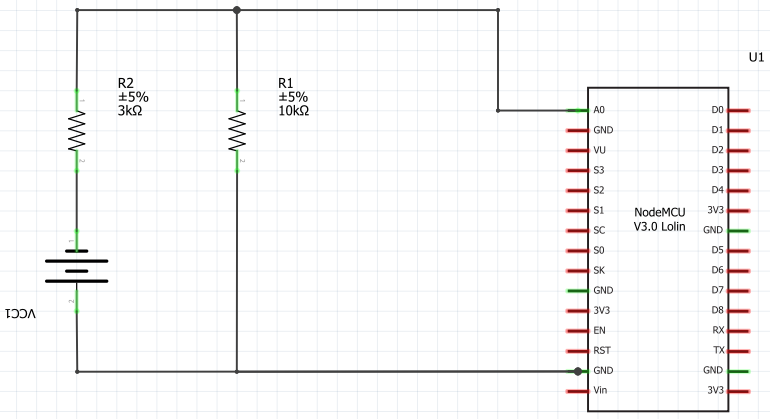 U1
R2
±5%
3kΩ
R1
±5%
10kΩ
1
2
1
2
1
2
VCC1
NodeMCU
V3.0 Lolin
A0
GND
VU
S3
S2
S1
SC
S0
SK
GND
3V3
EN
RST
GND
Vin
D0
D1
D2
D3
D4
3V3
GND
D5
D6
D7
D8
RX
TX
GND
3V3